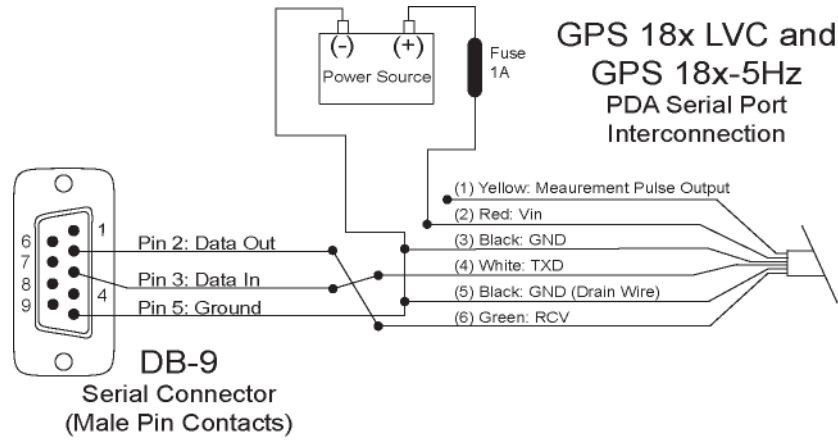 GPS 18x LVC and
GPS 18x-5Hz
PDA Serial Port
Interconnection
(-) (+)
Power Source
Fuse
1A
(1) Yellow: Meaurement Pulse Output
(2) Red: Vin
(3) Black: GND
(4) White: TXD
(5) Black: GND (Drain Wire)
(6) Green: RCV
1
6
7
8
4
9
Pin 2: Data Out
Pin 3: Data In
Pin 5: Ground
DB-9
Serial Connector
(Male Pin Contacts)